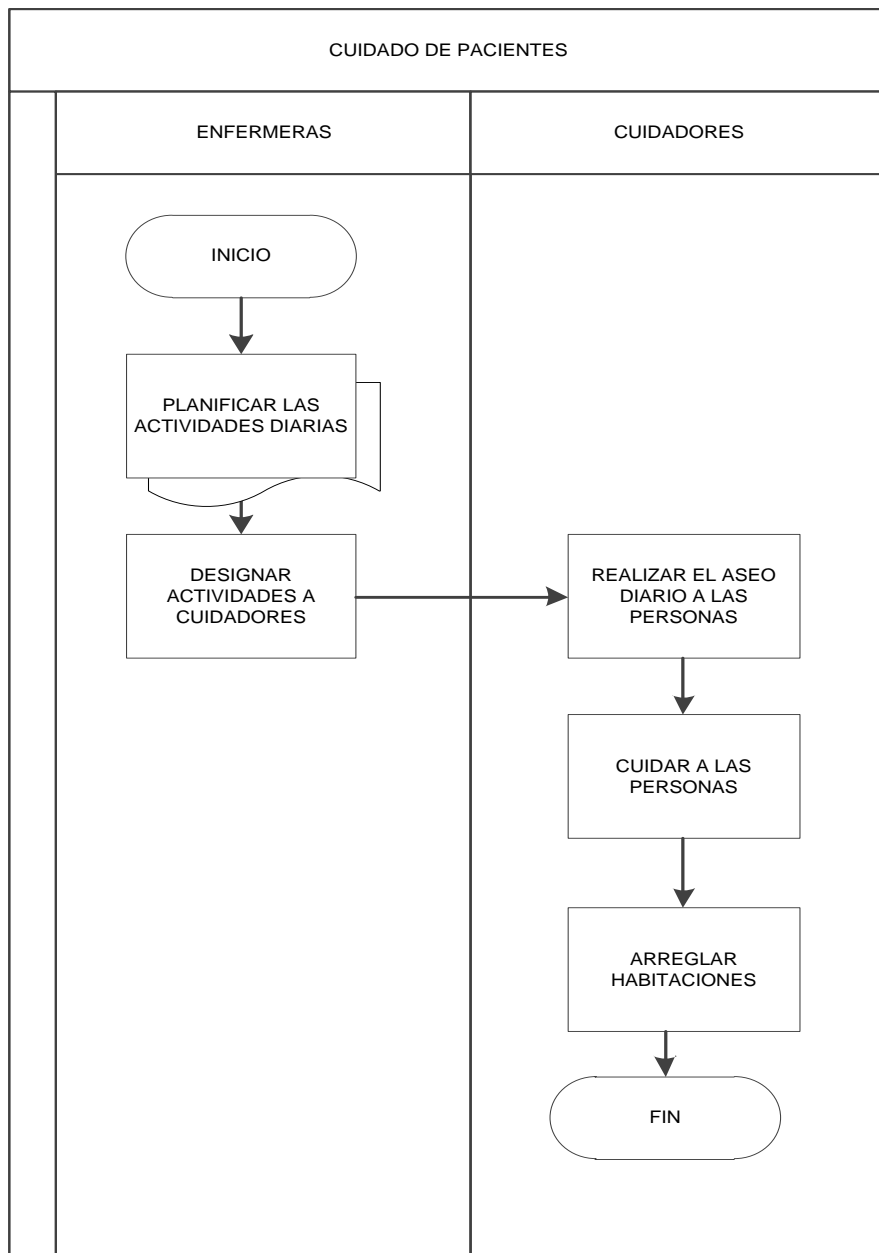 CUIDADO DE PACIENTES
ENFERMERAS
CUIDADORES
INICIO
PLANIFICAR LAS
ACTIVIDADES DIARIAS
DESIGNAR
ACTIVIDADES A
CUIDADORES
REALIZAR EL ASEO
DIARIO A LAS
PERSONAS
CUIDAR A LAS
PERSONAS
ARREGLAR
HABITACIONES
FIN